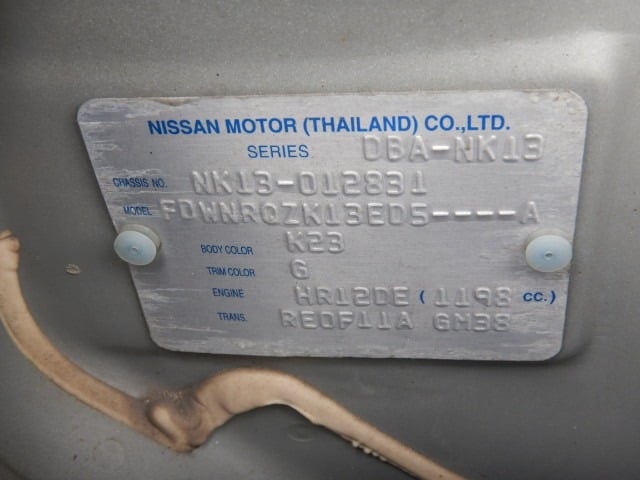 NISSAN MOTOR (THAILAND) CO.,LTD.
SERIES DBA-NK13
CHASSIS NO. NK13-012831
MODEL FDWNRQZK13ED5----A
BODY COLOR K23
TRIM COLOR G
ENGINE HR12DE ( 1198 CC.)
TRANS. RE0F11A GM38